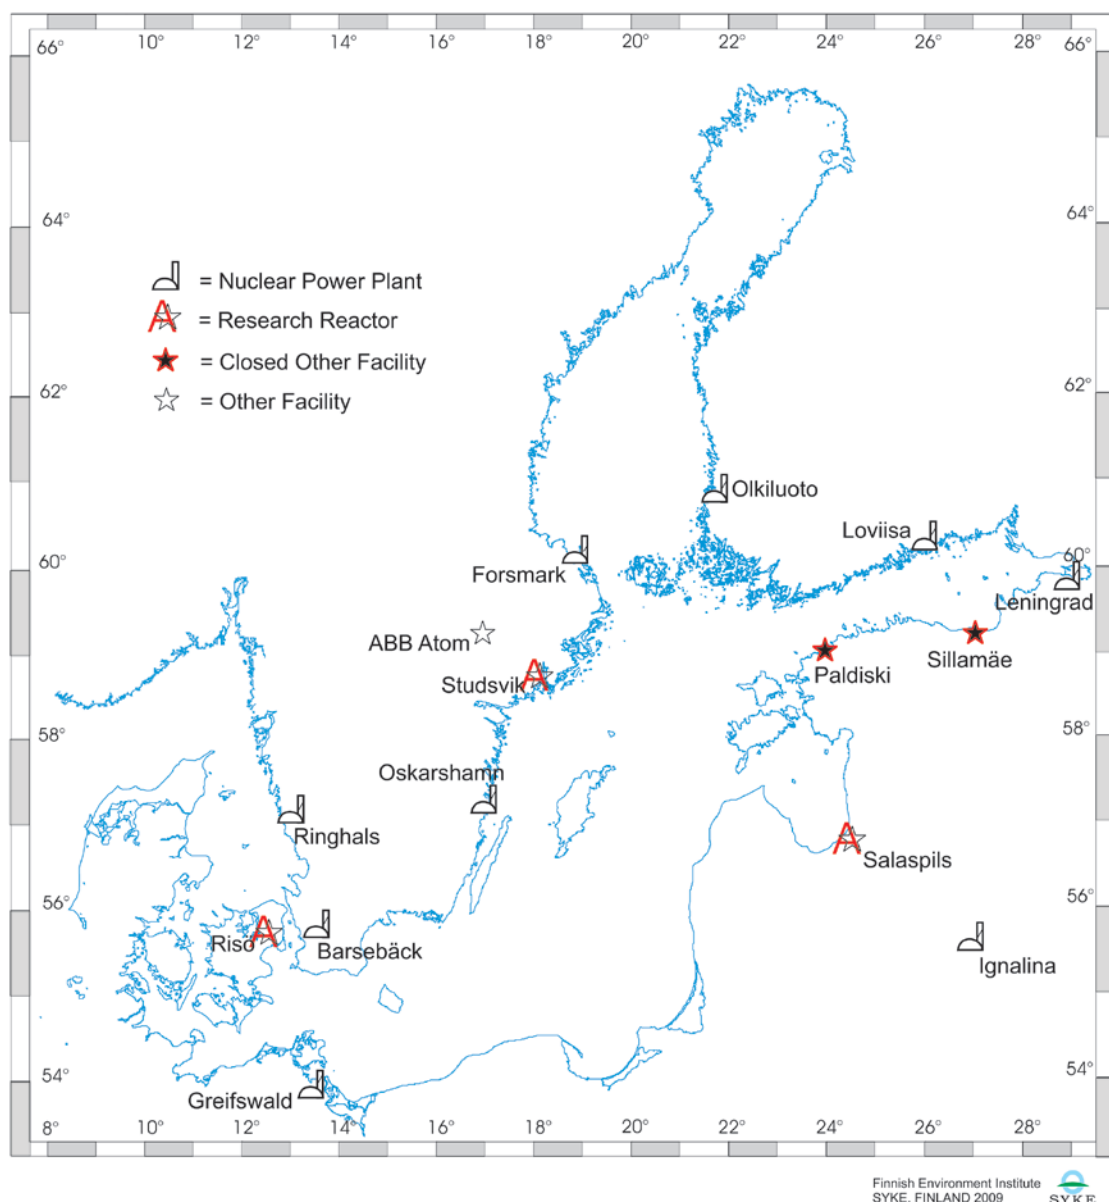 10° 12° 14° 16° 18° 20° 22° 24° 26° 28°
66° 66°
64° 64°
= Nuclear Power Plant
A = Research Reactor
= Closed Other Facility
= Other Facility
62° 62°
Olkiluoto
Loviisa
60° 60°
Forsmark
Leningrad
ABB Atom
Sillamäe
Paldiski
A
Studsvik
58° 58°
Oskarshamn
Ringhals
A
Salaspils
56° 56°
A
Riso
Barsebäck
Ignalina
54° 54°
Greifswald
8° 10° 12° 14° 16° 18° 20° 22° 24° 26° 28°
Finnish Environment Institute
SYKE, FINLAND 2009
SYKE